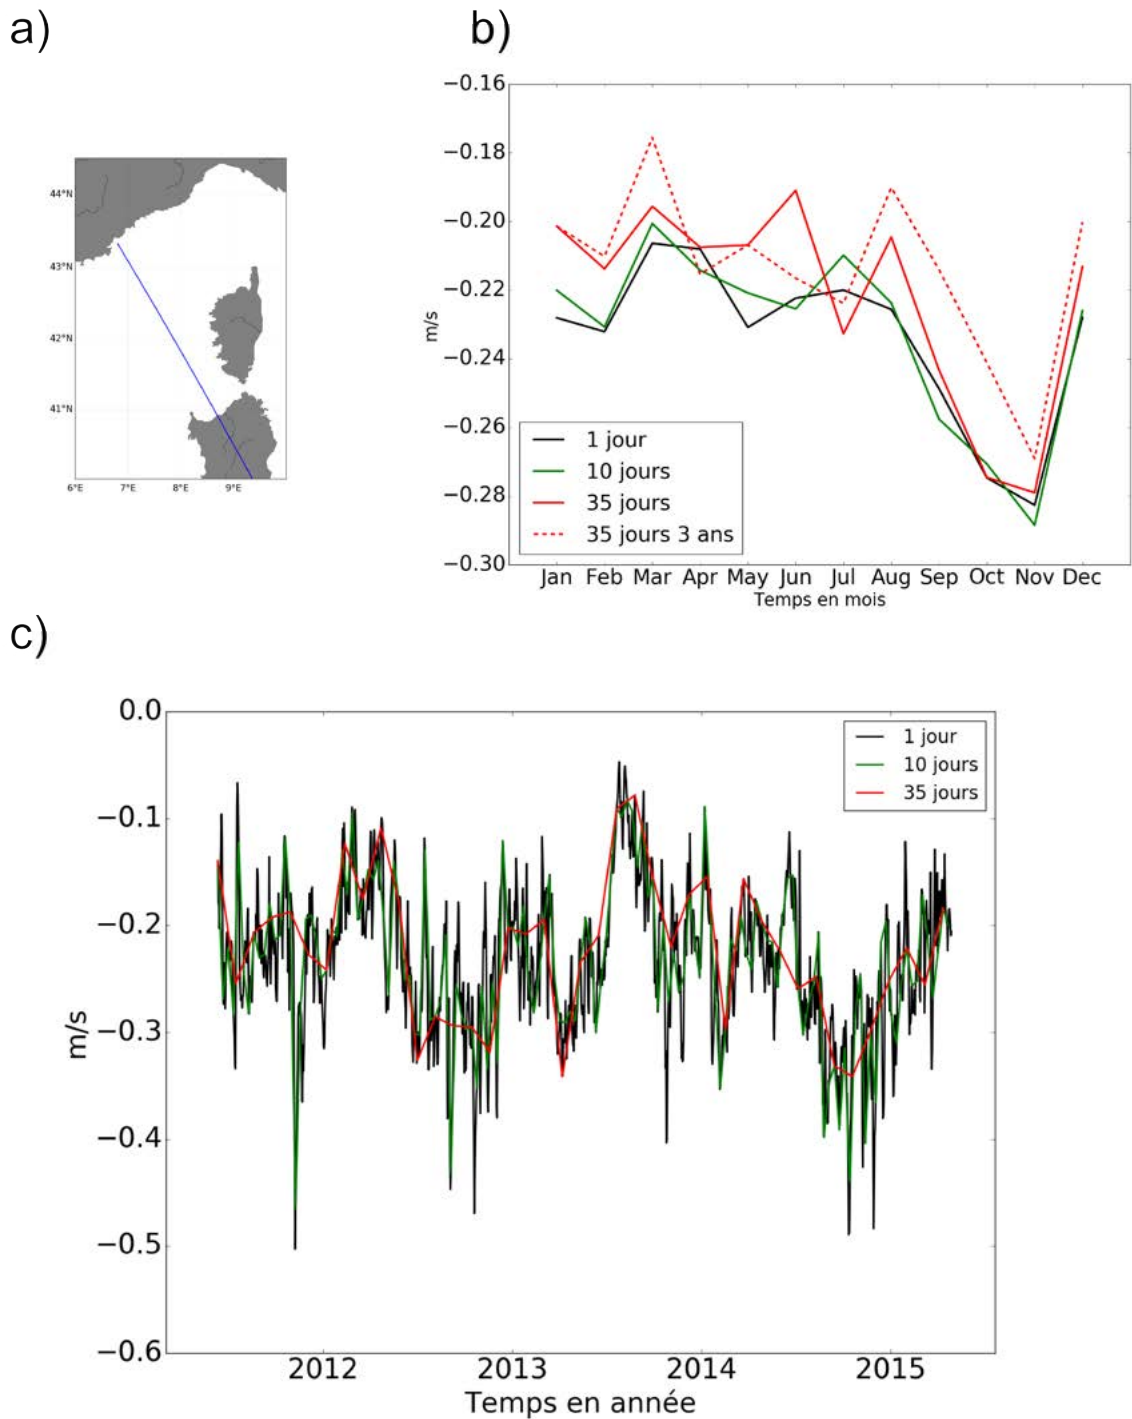 a)
44°N
43°N
42°N
41°N
6°E 7°E 8°E 9°E
b)
−0.16
−0.18
−0.20
−0.22
−0.24
−0.26
−0.28
−0.30
m/s
1 jour
10 jours
35 jours
35 jours 3 ans
Jan Feb Mar Apr May Jun Jul Aug Sep Oct Nov Dec
Temps en mois
c)
0.0
−0.1
−0.2
−0.3
−0.4
−0.5
−0.6
m/s
1 jour
10 jours
35 jours
2012 2013 2014 2015
Temps en année